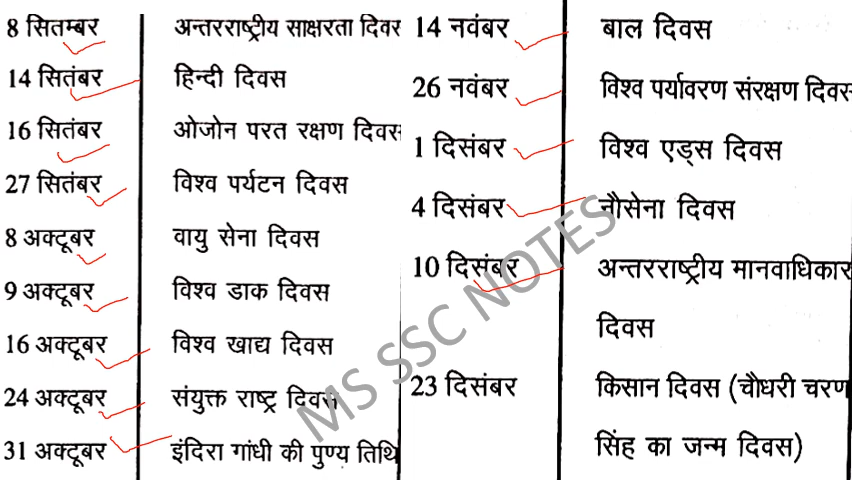 8 सितम्बर अन्तरराष्ट्रीय साक्षरता दिवस
14 सितंबर हिन्दी दिवस
16 सितंबर ओजोन परत रक्षण दिवस
27 सितंबर विश्व पर्यटन दिवस
8 अक्टूबर वायु सेना दिवस
9 अक्टूबर विश्व डाक दिवस
16 अक्टूबर विश्व खाद्य दिवस
24 अक्टूबर संयुक्त राष्ट्र दिवस
31 अक्टूबर इंदिरा गांधी की पुण्य तिथि
14 नवंबर बाल दिवस
26 नवंबर विश्व पर्यावरण संरक्षण दिवस
1 दिसंबर विश्व एड्स दिवस
4 दिसंबर नौसेना दिवस
10 दिसंबर अन्तरराष्ट्रीय मानवाधिकार
दिवस
23 दिसंबर किसान दिवस (चौधरी चरण
सिंह का जन्म दिवस)
MS SSC NOTES